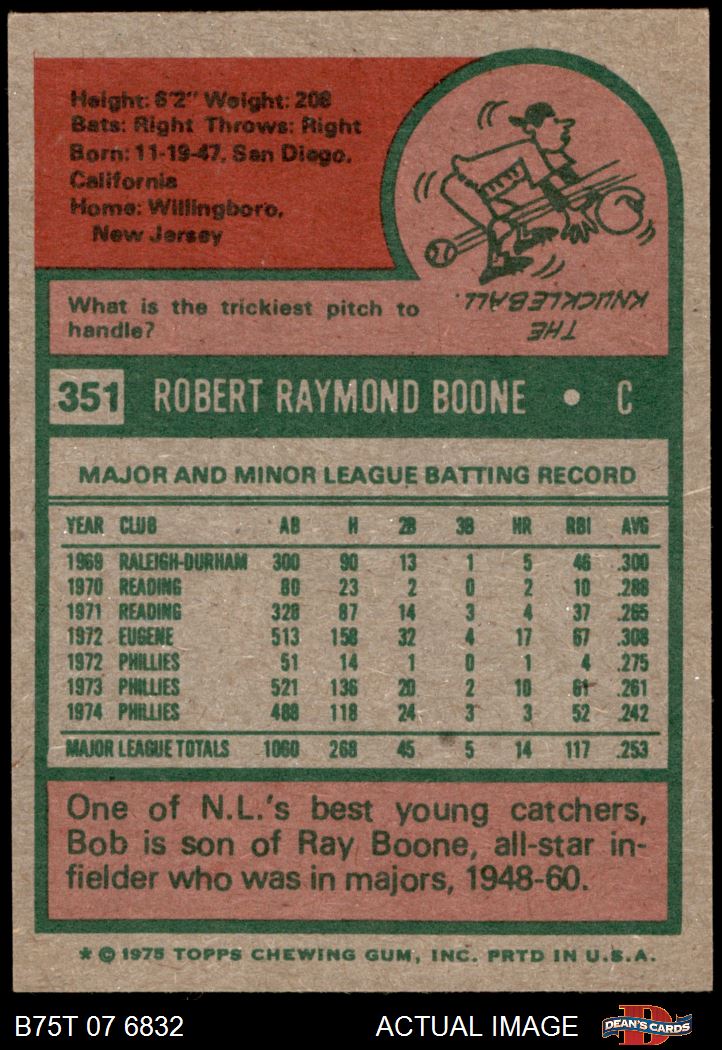 Height: 6'2" Weight: 208
Bats: Right Throws: Right
Born: 11-19-47, San Diego,
California
Home: Willingboro,
New Jersey
What is the trickiest pitch to
handle?
THE
KNUCKLEBALL.
351 ROBERT RAYMOND BOONE • C
MAJOR AND MINOR LEAGUE BATTING RECORD
YEAR CLUB AB H 2B 3B HR RBI AVG
1969 RALEIGH-DURHAM 300 90 13 1 5 46 .300
1970 READING 80 23 2 0 2 10 .288
1971 READING 328 87 14 3 4 37 .265
1972 EUGENE 513 158 32 4 17 67 .308
1972 PHILLIES 51 14 1 0 1 4 .275
1973 PHILLIES 521 136 20 2 10 61 .261
1974 PHILLIES 488 118 24 3 3 52 .242
MAJOR LEAGUE TOTALS 1060 268 45 5 14 117 .253
One of N.L.'s best young catchers,
Bob is son of Ray Boone, all-star in-
fielder who was in majors, 1948-60.
* © 1975 TOPPS CHEWING GUM, INC. PRTD IN U.S.A.
B75T 07 6832 ACTUAL IMAGE DEAN'S CARDS